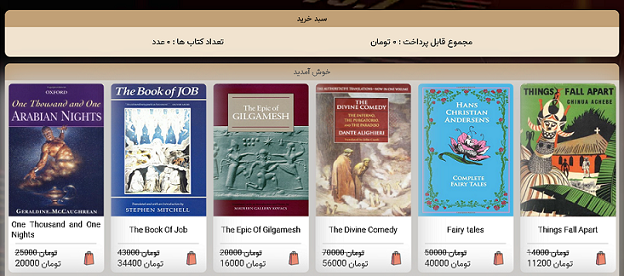 سبد خرید
مجموع قابل پرداخت : ۰ تومان
تعداد کتاب ها : ۰ عدد
خوش آمدید
OXFORD
One Thousand and One
ARABIAN NIGHTS
GERALDINE MCCAUGHREAN
The Book of JOB
STEPHEN MITCHELL
The Epic of
GILGAMESH
THE
DIVINE COMEDY
THE INFERNO,
THE PURGATORIO,
AND THE PARADISO
DANTE ALIGHIERI
HANS
CHRISTIAN
ANDERSEN'S
COMPLETE
FAIRY TALES
THINGS FALL APART
CHINUA ACHEBE
One Thousand and One
Nights
25000 تومان
20000 تومان
The Book Of Job
43000 تومان
34400 تومان
The Epic Of Gilgamesh
20000 تومان
16000 تومان
The Divine Comedy
70000 تومان
56000 تومان
Fairy tales
50000 تومان
40000 تومان
Things Fall Apart
14000 تومان
11200 تومان